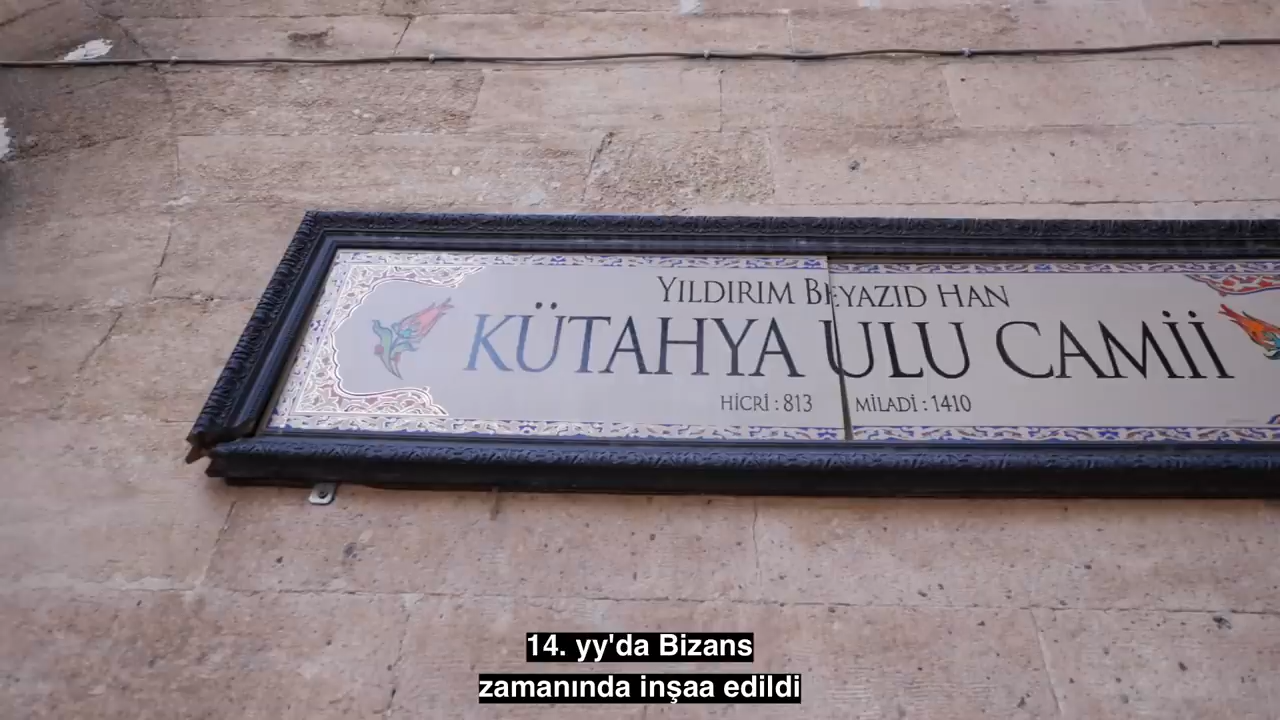 YILDIRIM BEYAZID HAN
KÜTAHYA ULU CAMİİ
HİCRİ : 813 MİLADİ : 1410
14. yy'da Bizans
zamanında inşaa edildi